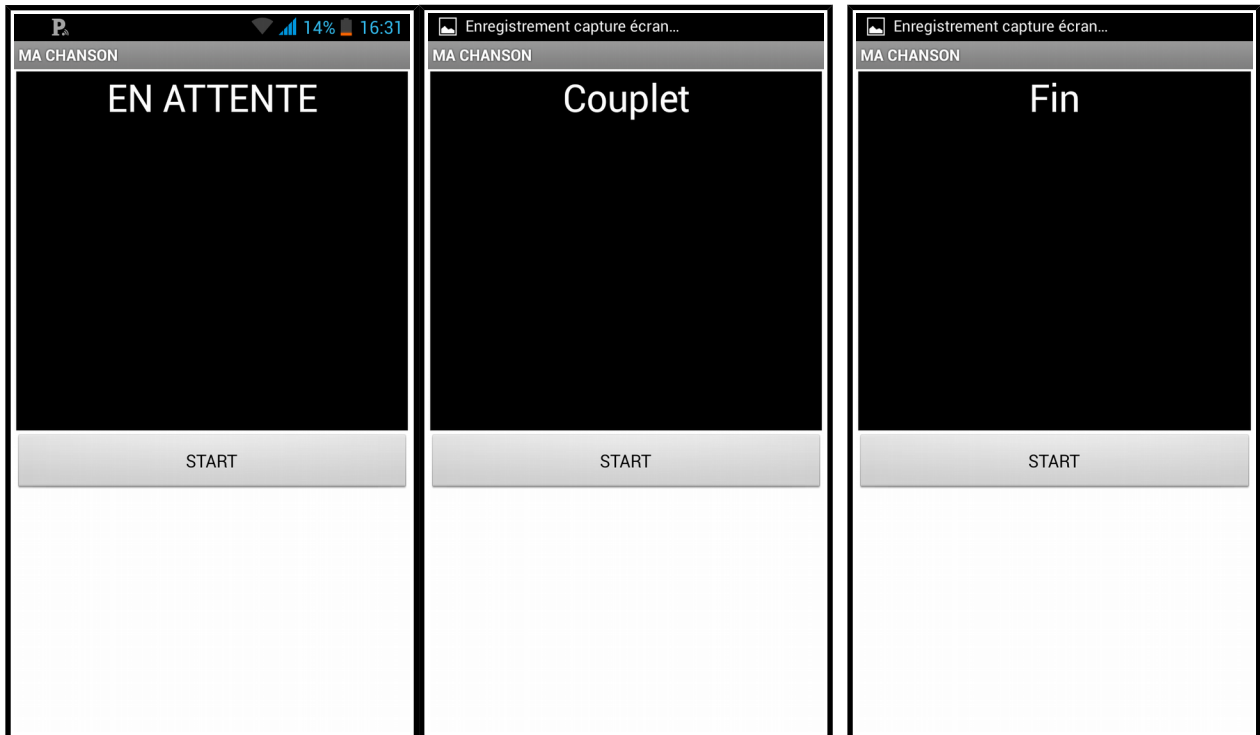 P 14% 16:31
MA CHANSON
EN ATTENTE
START
Enregistrement capture écran...
MA CHANSON
Couplet
START
Enregistrement capture écran...
MA CHANSON
Fin
START